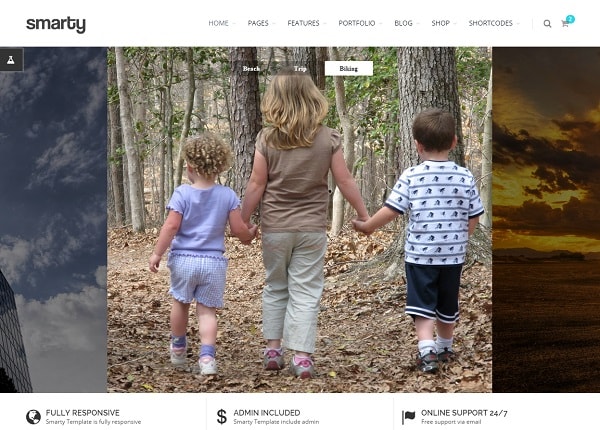 smarty
HOME PAGES FEATURES PORTFOLIO BLOG SHOP SHORTCODES 2
Beach Trip Biking
FULLY RESPONSIVE
Smarty Template is fully responsive
$ ADMIN INCLUDED
Smarty Template include admin
ONLINE SUPPORT 24/7
Free support via email